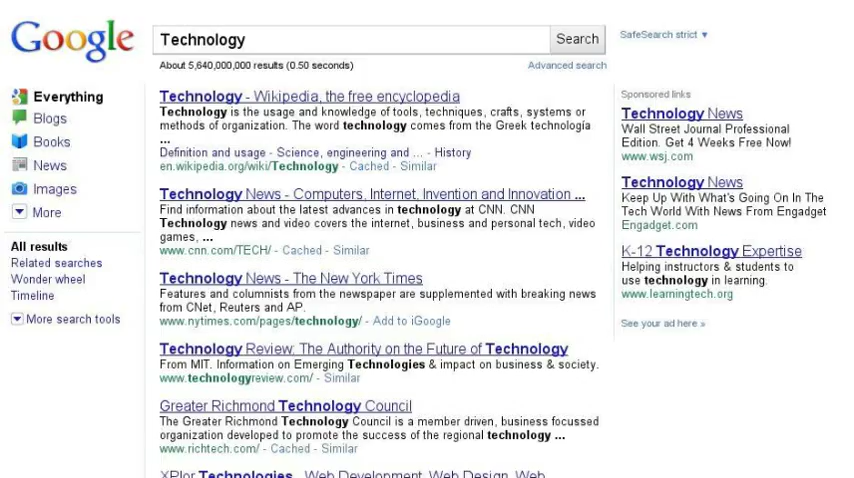 Google
Technology
Search
SafeSearch strict ▼
About 5,640,000,000 results (0.50 seconds)
Advanced search
Everything
Blogs
Books
News
Images
More
All results
Related searches
Wonder wheel
Timeline
More search tools
Technology - Wikipedia, the free encyclopedia
Technology is the usage and knowledge of tools, techniques, crafts, systems or
methods of organization. The word technology comes from the Greek technología
...
Definition and usage - Science, engineering and ... - History
en.wikipedia.org/wiki/Technology - Cached - Similar
Technology News - Computers, Internet, Invention and Innovation ...
Find information about the latest advances in technology at CNN. CNN
Technology news and video covers the internet, business and personal tech, video
games, ...
www.cnn.com/TECH/ - Cached - Similar
Technology News - The New York Times
Features and columnists from the newspaper are supplemented with breaking news
from CNet, Reuters and AP.
www.nytimes.com/pages/technology/ - Add to iGoogle
Technology Review: The Authority on the Future of Technology
From MIT. Information on Emerging Technologies & impact on business & society.
www.technologyreview.com/ - Similar
Greater Richmond Technology Council
The Greater Richmond Technology Council is a member driven, business focussed
organization developed to promote the success of the regional technology ...
www.richtech.com/ - Cached - Similar
XPlor Technologies - Web Development, Web Design, Web
Sponsored links
Technology News
Wall Street Journal Professional
Edition. Get 4 Weeks Free Now!
www.wsj.com
Technology News
Keep Up With What's Going On In The
Tech World With News From Engadget
Engadget.com
K-12 Technology Expertise
Helping instructors & students to
use technology in learning.
www.learningtech.org
See your ad here »